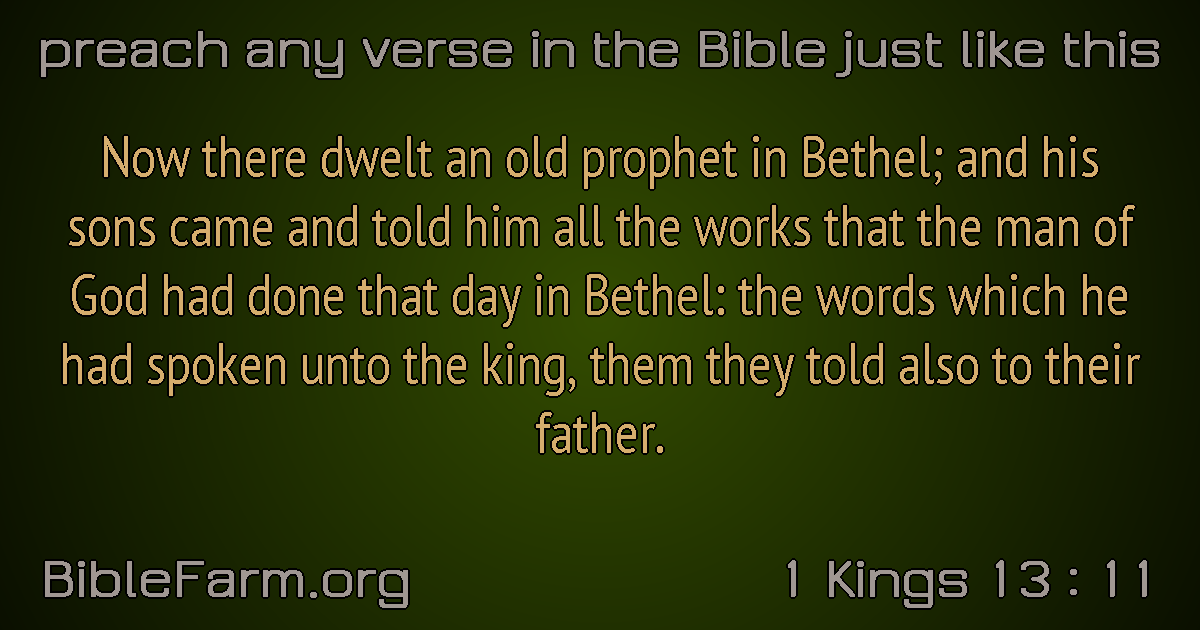 preach any verse in the Bible just like this
Now there dwelt an old prophet in Bethel; and his
sons came and told him all the works that the man of
God had done that day in Bethel: the words which he
had spoken unto the king, them they told also to their
father.
BibleFarm.org
1 Kings 13 : 11